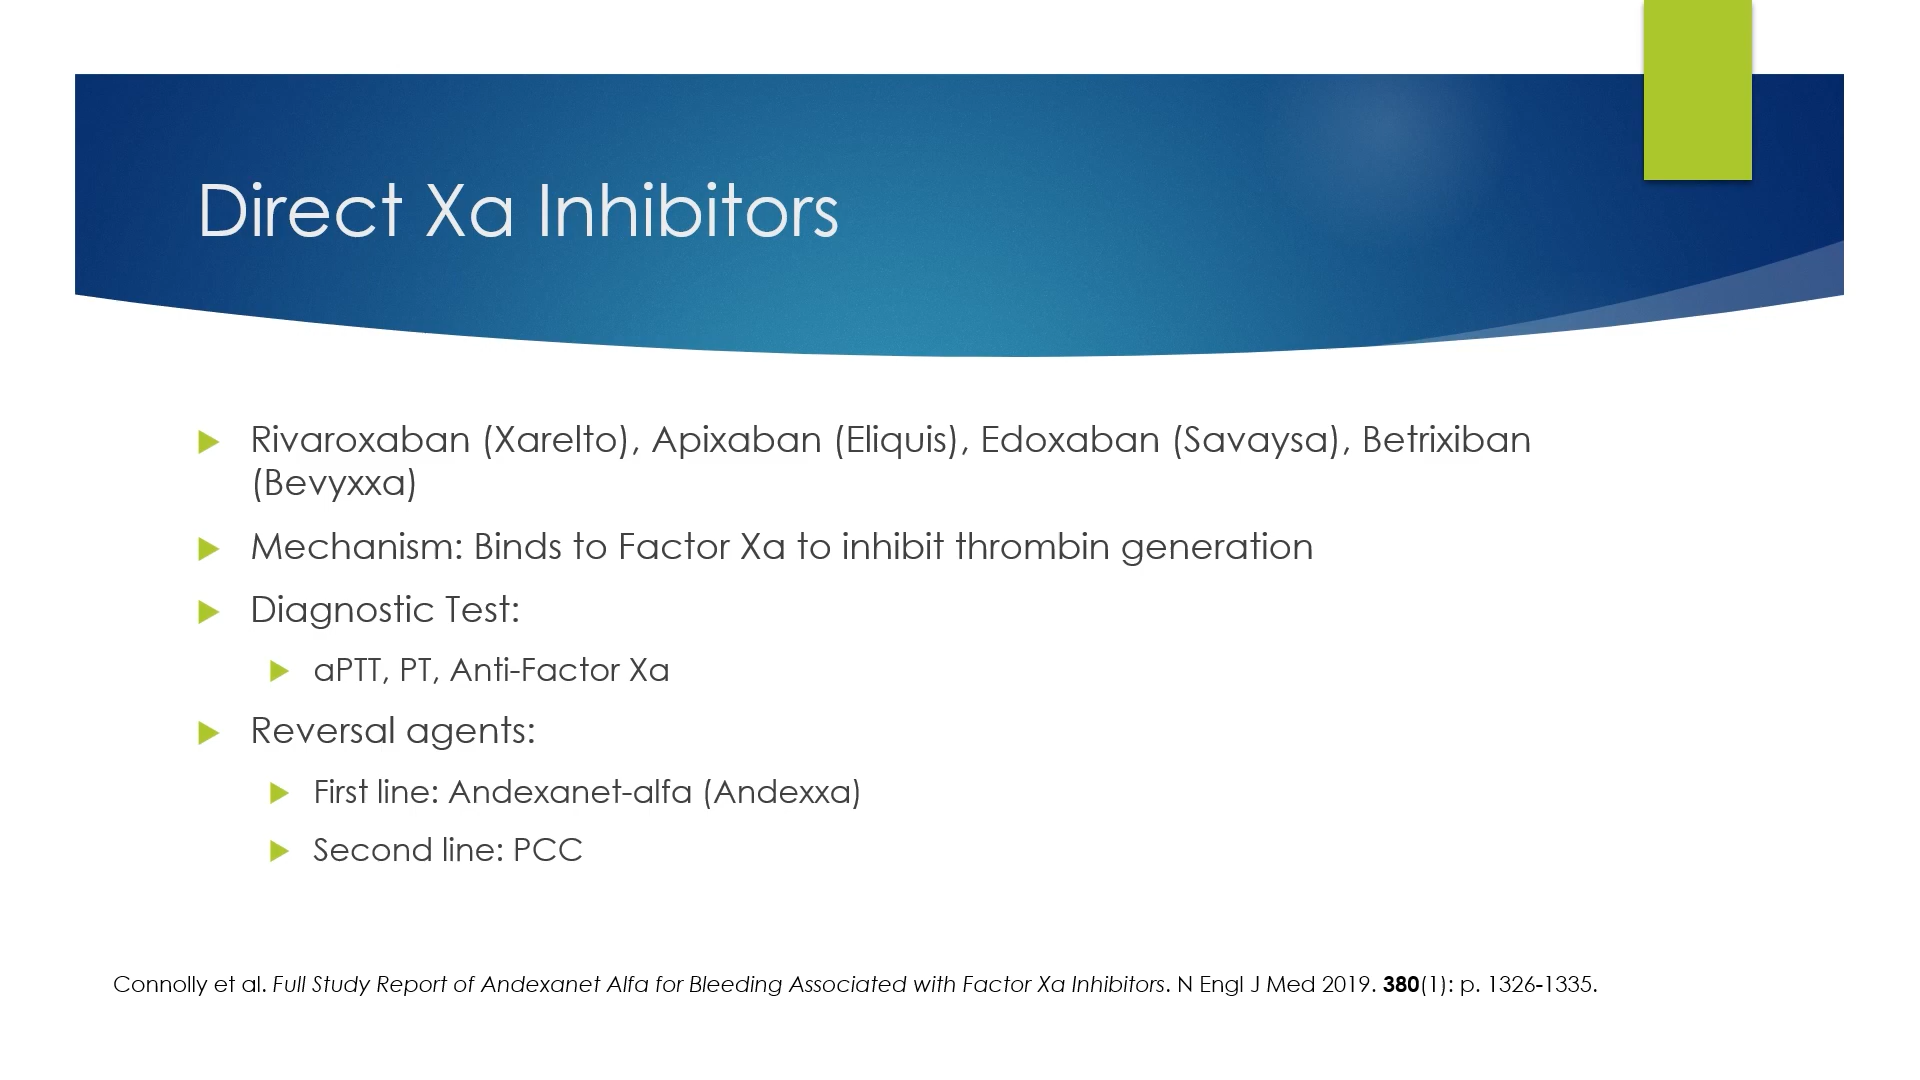 Direct Xa Inhibitors
Rivaroxaban (Xarelto), Apixaban (Eliquis), Edoxaban (Savaysa), Betrixiban
(Bevyxxa)
Mechanism: Binds to Factor Xa to inhibit thrombin generation
Diagnostic Test:
aPTT, PT, Anti-Factor Xa
Reversal agents:
First line: Andexanet-alfa (Andexxa)
Second line: PCC
Connolly et al. Full Study Report of Andexanet Alfa for Bleeding Associated with Factor Xa Inhibitors. N Engl J Med 2019. 380(1): p. 1326-1335.